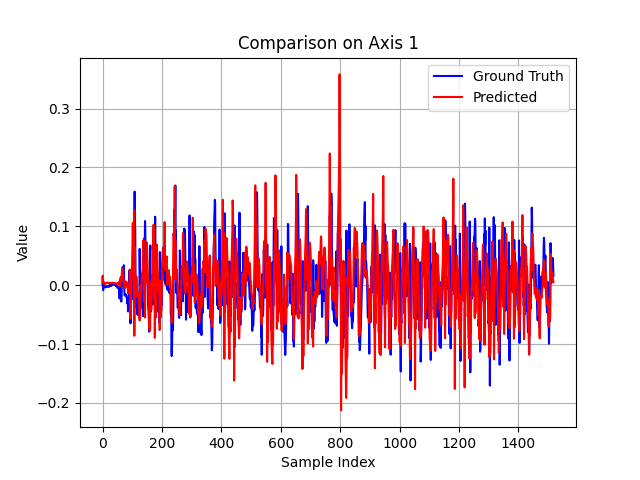 Comparison on Axis 1
Ground Truth
Predicted
0.3
0.2
0.1
0.0
−0.1
−0.2
Value
0 200 400 600 800 1000 1200 1400
Sample Index